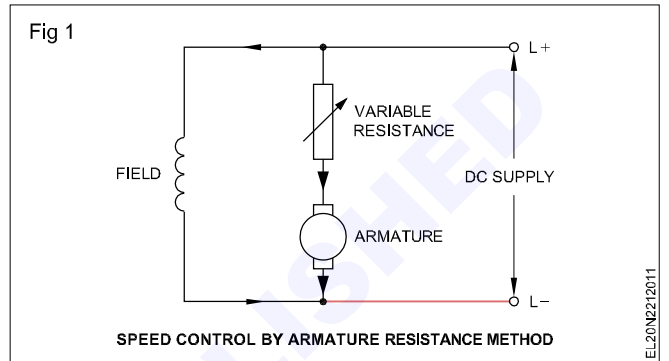 Fig 1
L+
VARIABLE
RESISTANCE
FIELD
DC SUPPLY
ARMATURE
L–
SPEED CONTROL BY ARMATURE RESISTANCE METHOD
EL20N2212011